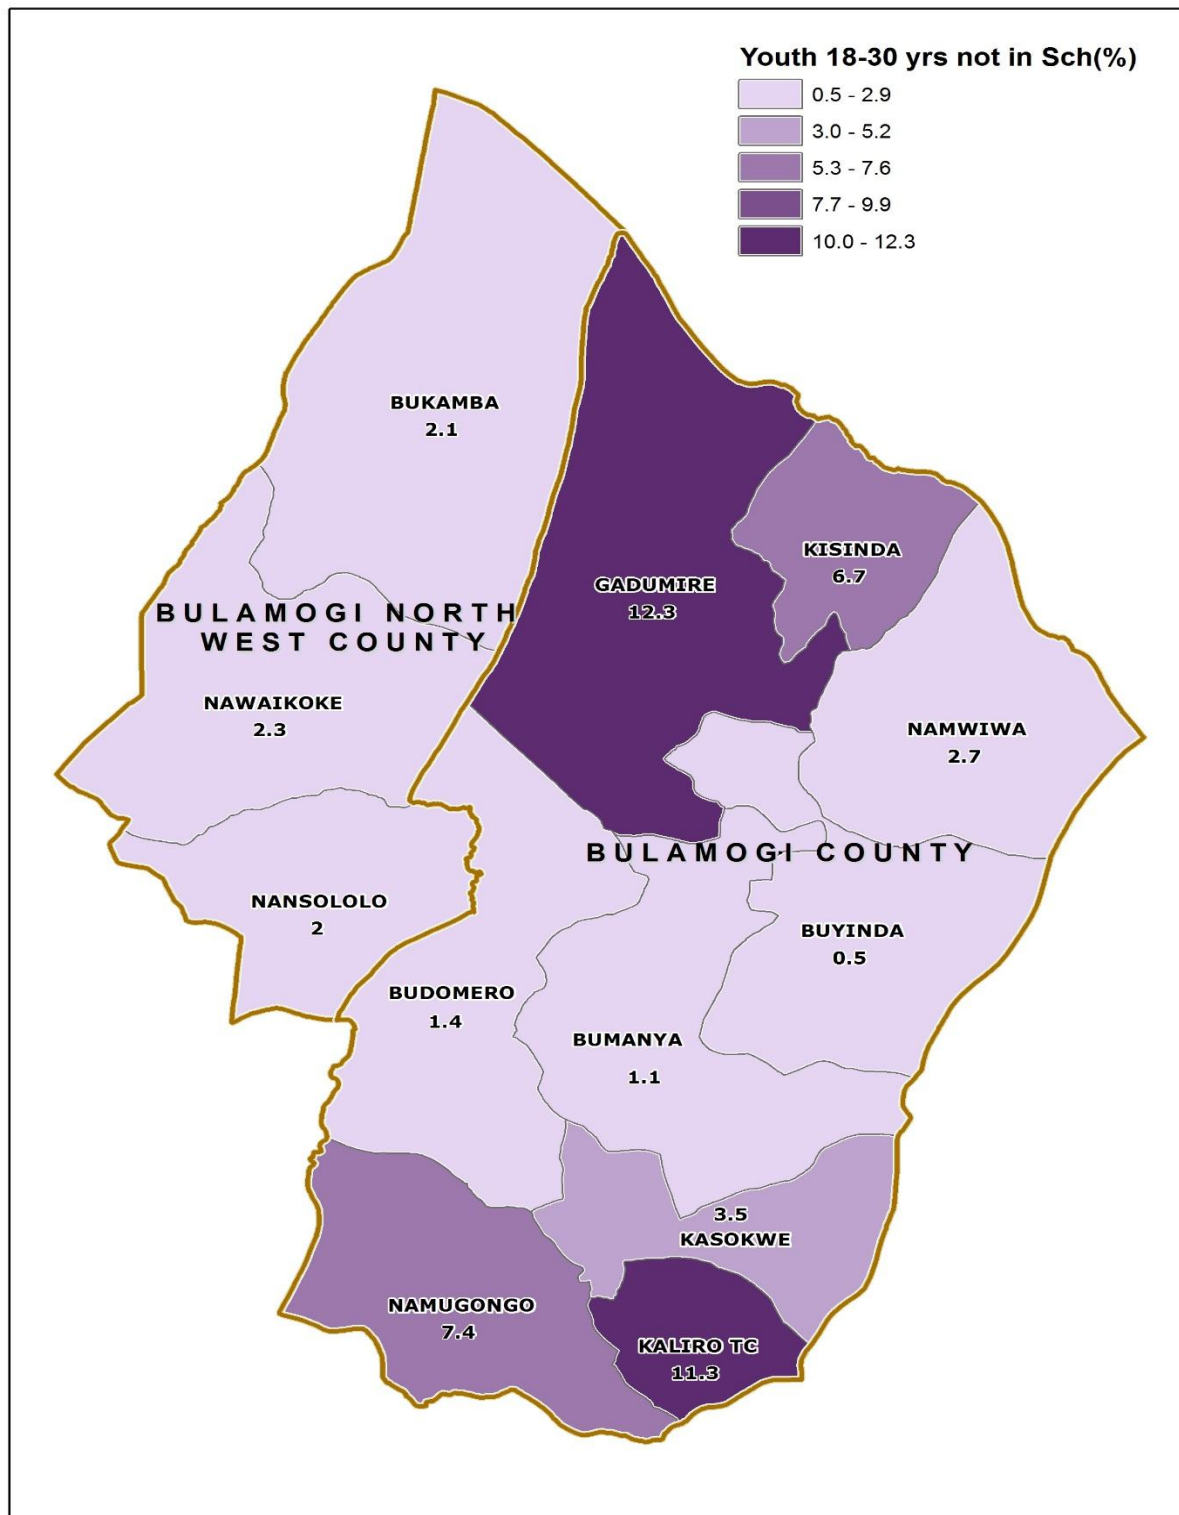 Youth 18-30 yrs not in Sch(%)
0.5 - 2.9
3.0 - 5.2
5.3 - 7.6
7.7 - 9.9
10.0 - 12.3
BUKAMBA
2.1
KISINDA
6.7
GADUMIRE
12.3
BULAMOGI NORTH
WEST COUNTY
NAWAIKOKE
2.3
NAMWIWA
2.7
BULAMOGI COUNTY
NANSOLOLO
2
BUYINDA
0.5
BUDOMERO
1.4
BUMANYA
1.1
3.5
KASOKWE
NAMUGONGO
7.4
KALIRO TC
11.3